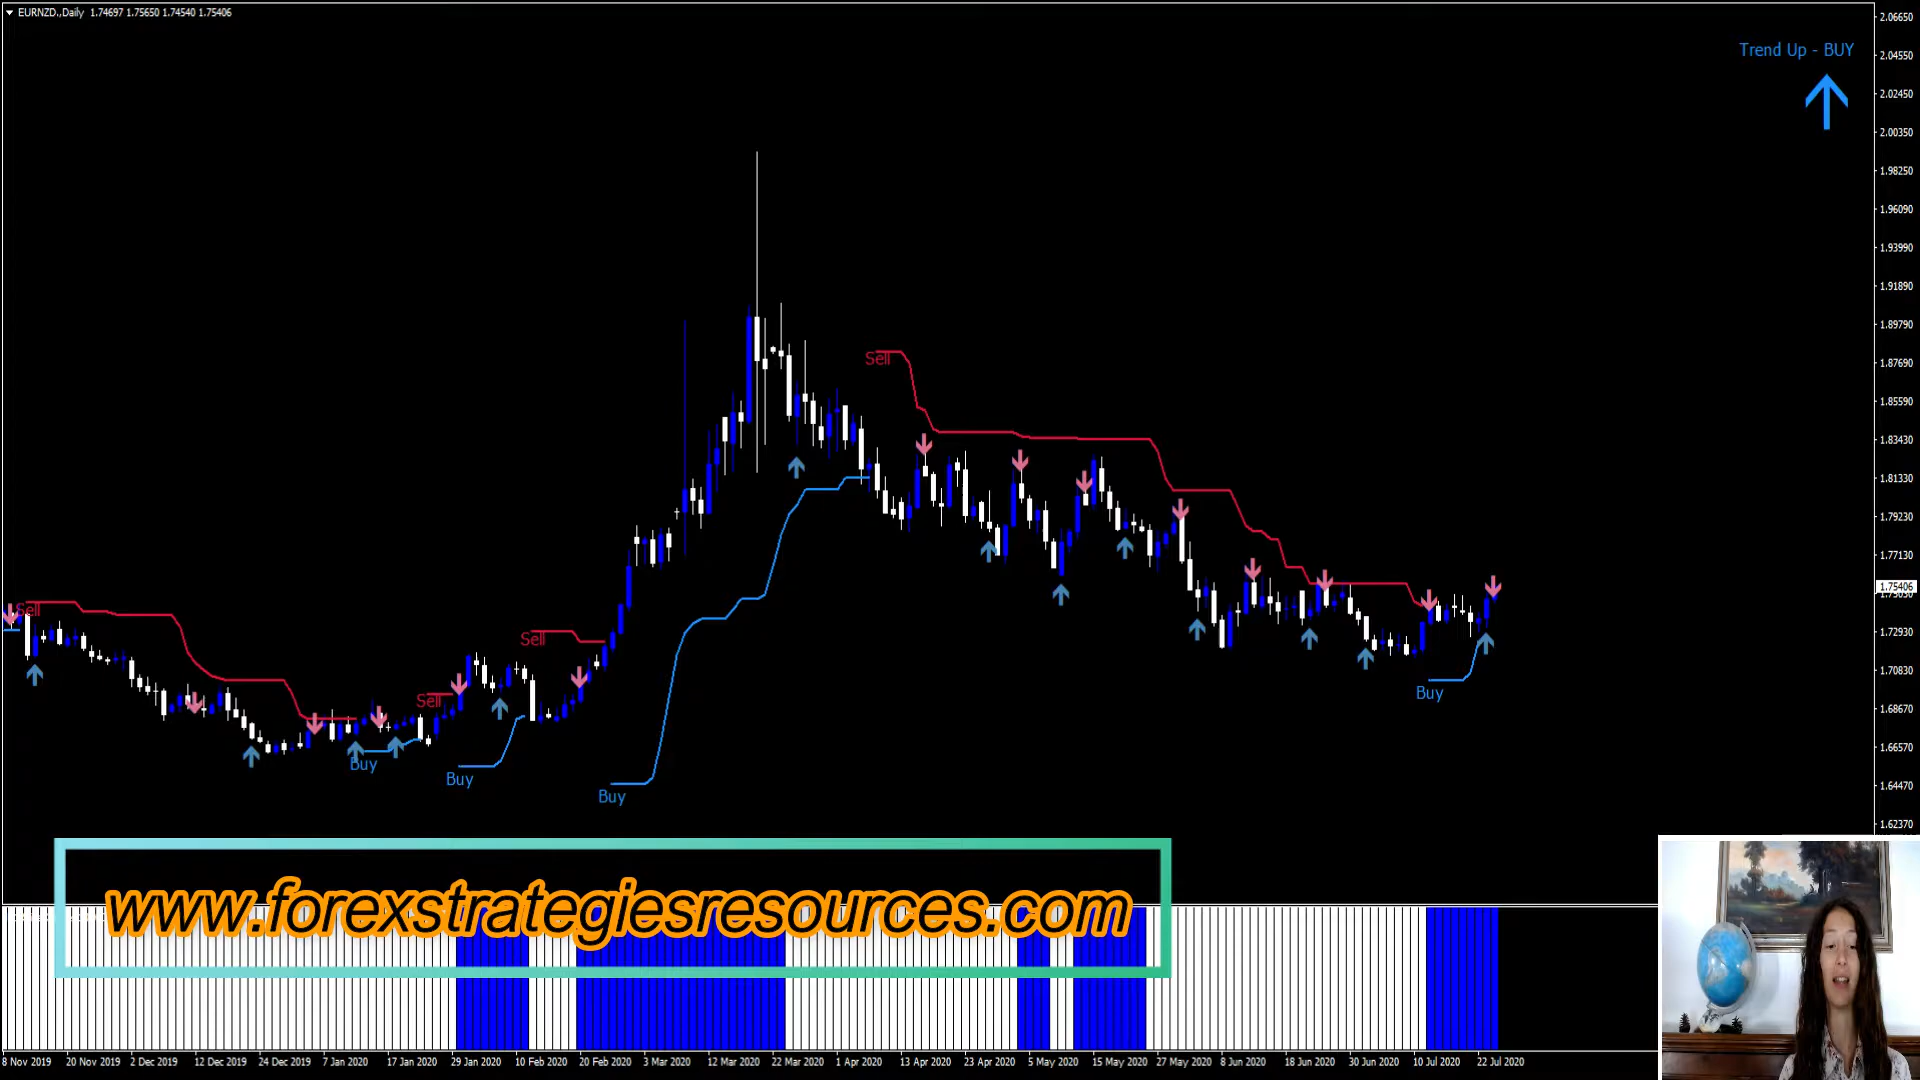 EURNZD.,Daily 1.74697 1.75650 1.74540 1.75406
2.06650
Trend Up - BUY
2.04550
2.02450
2.00350
1.98250
1.96090
1.93990
1.91890
1.89790
Sell
1.87690
1.85590
1.83430
1.81330
1.79230
1.77130
1.75406
Sell
1.72930
Sell
1.70830
Buy
Sell
1.68670
1.66570
Buy
Buy
1.64470
Buy
1.62370
www.forexstrategiesresources.com
8 Nov 2019 20 Nov 2019 2 Dec 2019 12 Dec 2019 24 Dec 2019 7 Jan 2020 17 Jan 2020 29 Jan 2020 10 Feb 2020 20 Feb 2020 3 Mar 2020 12 Mar 2020 22 Mar 2020 1 Apr 2020 13 Apr 2020 23 Apr 2020 5 May 2020 15 May 2020 27 May 2020 8 Jun 2020 18 Jun 2020 30 Jun 2020 10 Jul 2020 22 Jul 2020